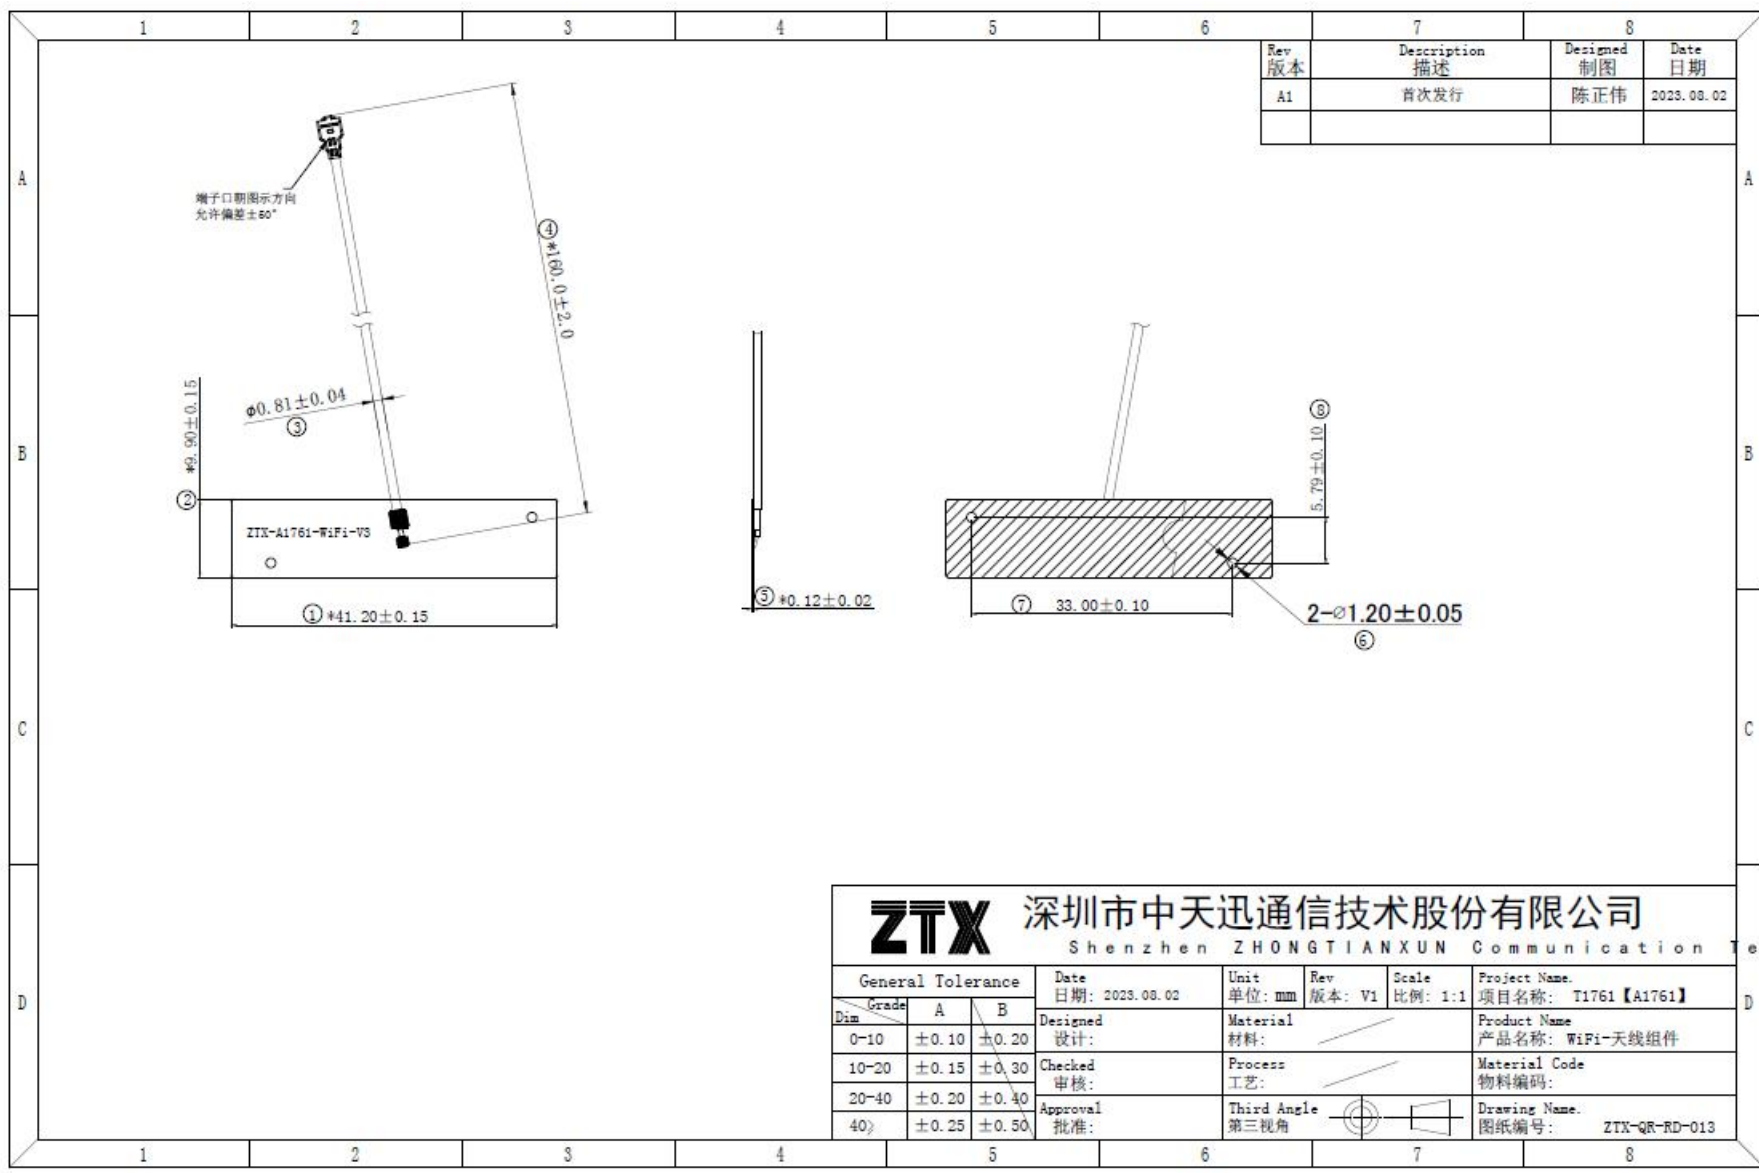 1 2 3 4 5 6 7 8
Rev Description Designed Date
版本 描述 制图 日期
A1 首次发行 陈正伟 2023.08.02
A A
端子口朝图示方向
允许偏差±60°
④*160.0±2.0
⌀0.81±0.04
③
*9.90±0.15
②
ZTX-A1761-WiFi-V3
①*41.20±0.15
⑤*0.12±0.02
⑧
5.79±0.10
⑦ 33.00±0.10
2-⌀1.20±0.05
⑥
B B
C C
D D
ZTX 深圳市中天迅通信技术股份有限公司
Shenzhen ZHONGTIANXUN Communication Te
General Tolerance
Grade
Dim A B
0-10 ±0.10 ±0.20
10-20 ±0.15 ±0.30
20-40 ±0.20 ±0.40
40> ±0.25 ±0.50
Date
日期: 2023.08.02
Unit
单位: mm
Rev
版本: V1
Scale
比例: 1:1
Project Name.
项目名称: T1761【A1761】
Designed
设计:
Material
材料:
Product Name
产品名称: WiFi-天线组件
Checked
审核:
Process
工艺:
Material Code
物料编码:
Approval
批准:
Third Angle
第三视角
Drawing Name.
图纸编号: ZTX-QR-RD-013
1 2 3 4 5 6 7 8